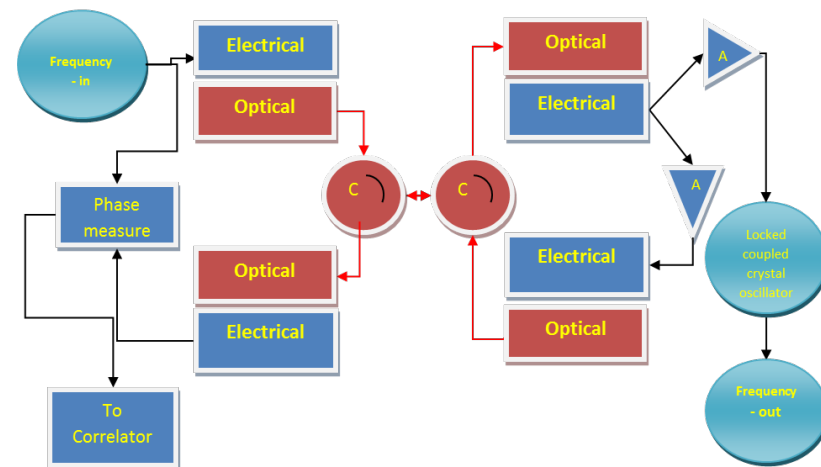 Frequency
- in
Electrical
Optical
Phase
measure
Optical
Electrical
To
Correlator
C
C
Optical
Electrical
A
A
Electrical
Optical
Locked
coupled
crystal
oscillator
Frequency
- out